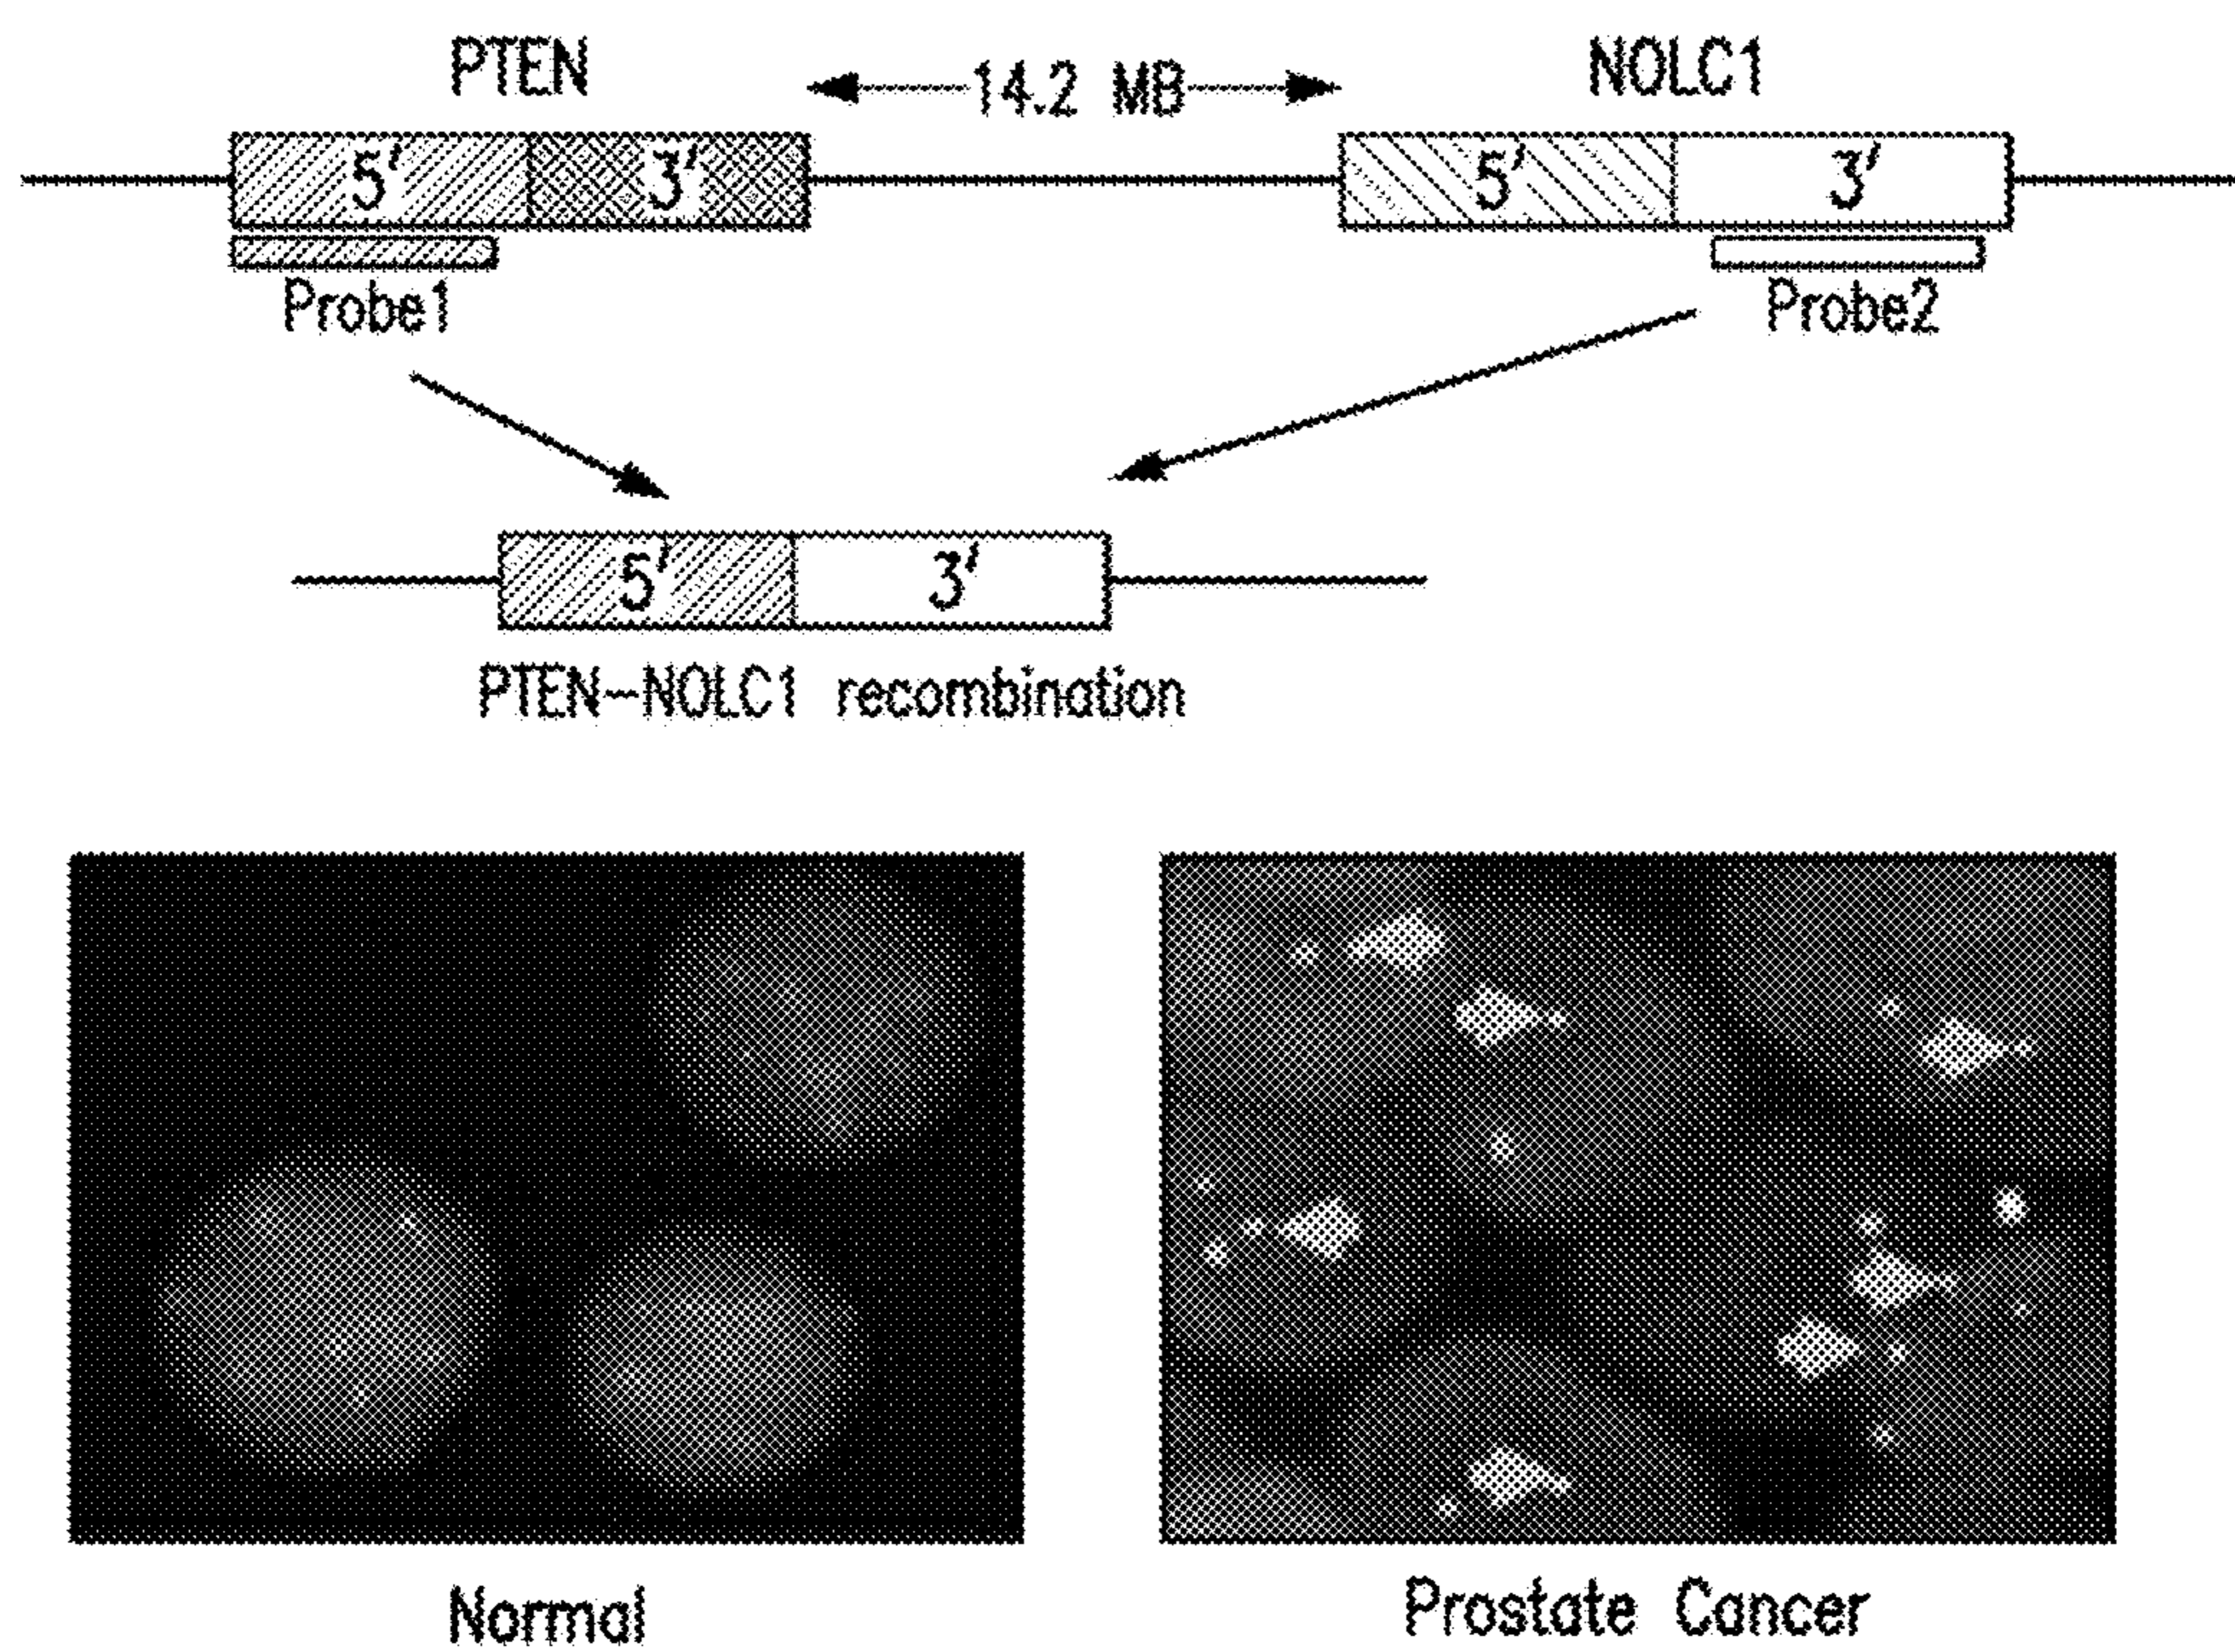 PTEN
14.2 MB
NOLC1
5'
3'
5'
3'
Probe1
Probe2
5'
3'
PTEN-NOLC1 recombination
Normal
Prostate Cancer